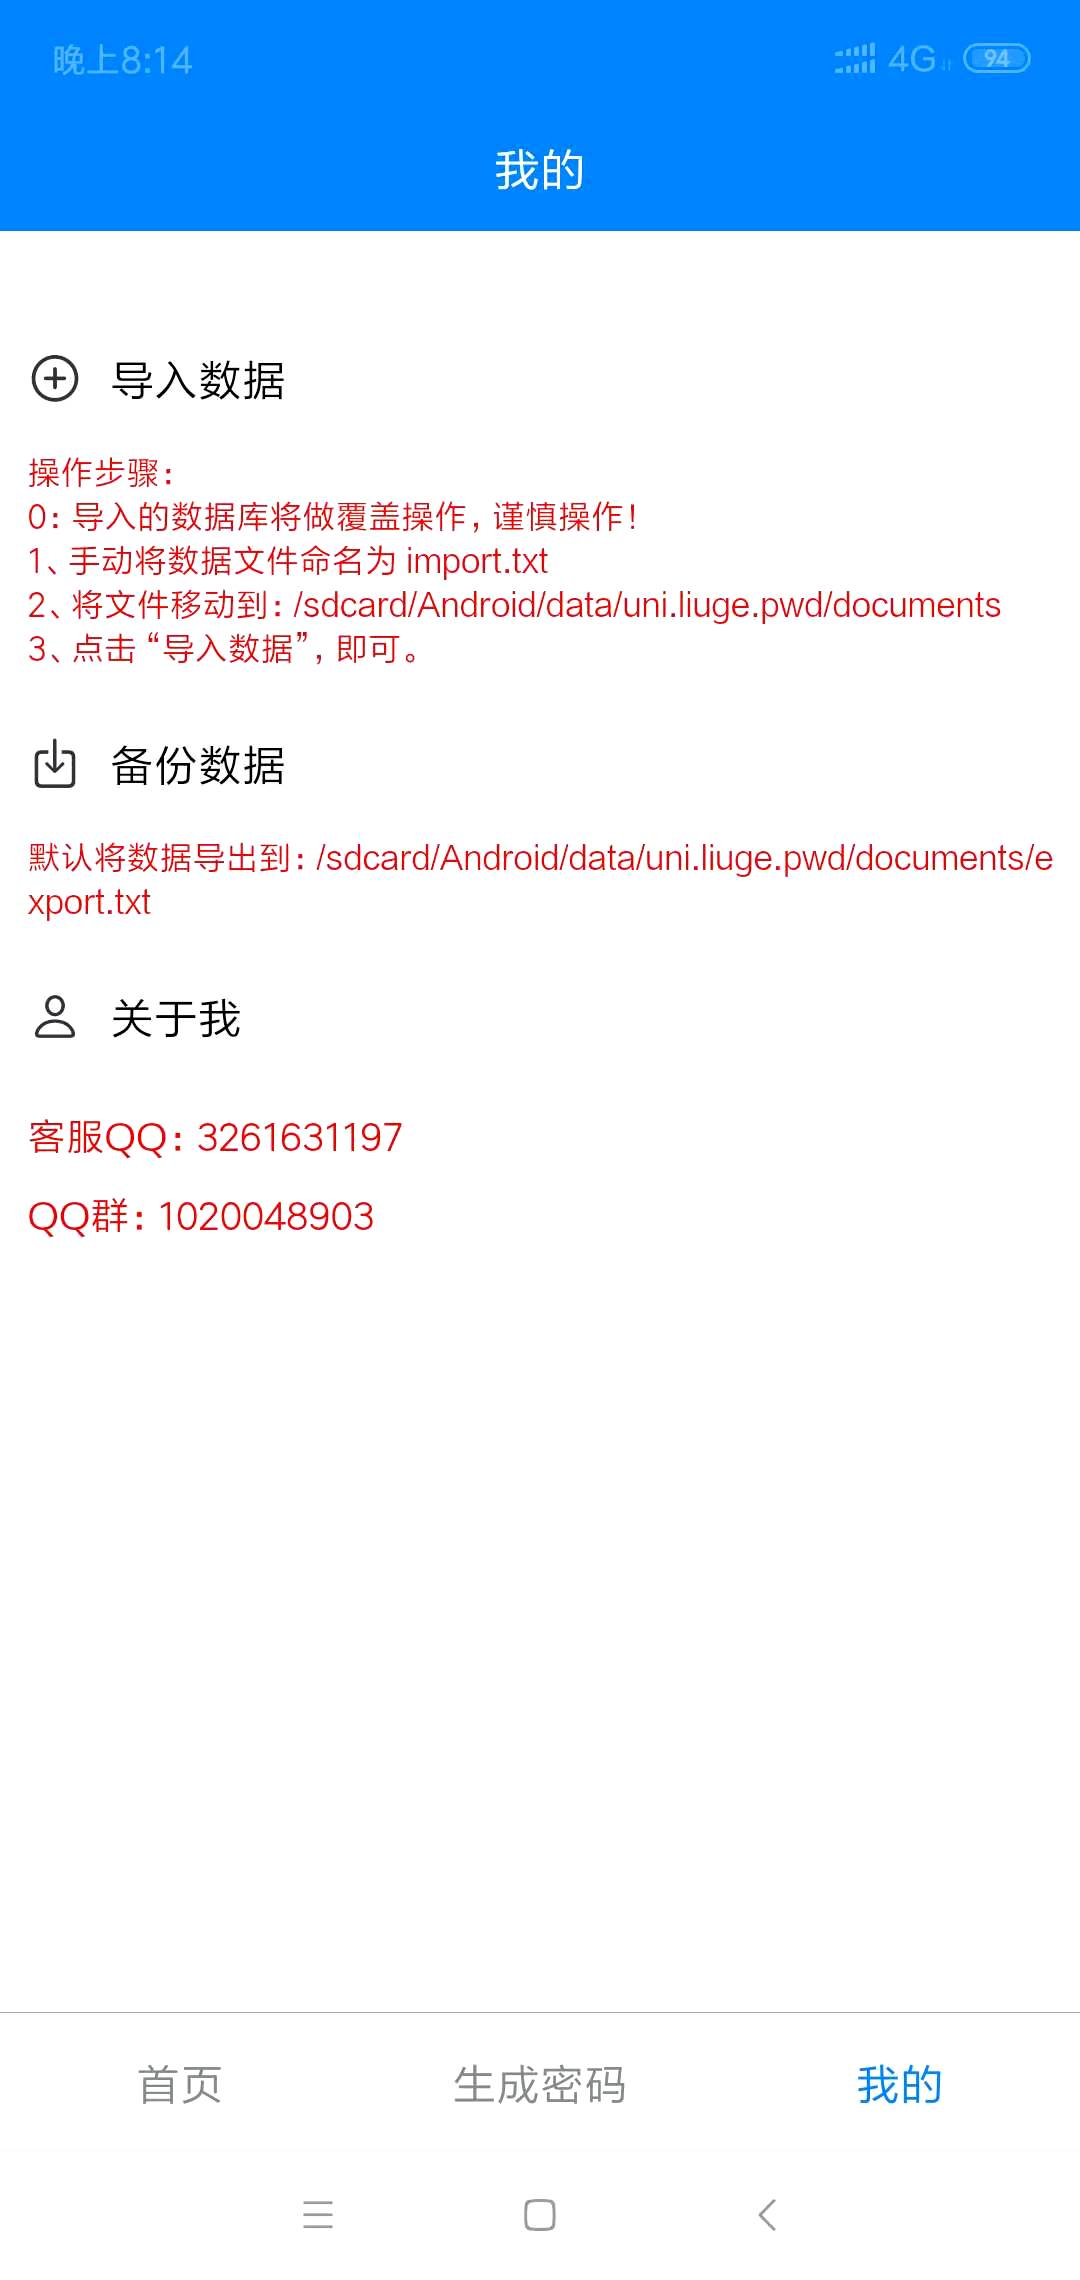 晚上8:14
4G
94
我的
导入数据
操作步骤：
0：导入的数据库将做覆盖操作，谨慎操作！
1、手动将数据文件命名为 import.txt
2、将文件移动到：/sdcard/Android/data/uni.liuge.pwd/documents
3、点击 “导入数据”，即可。
备份数据
默认将数据导出到：/sdcard/Android/data/uni.liuge.pwd/documents/e
xport.txt
关于我
客服QQ：3261631197
QQ群：1020048903
首页
生成密码
我的